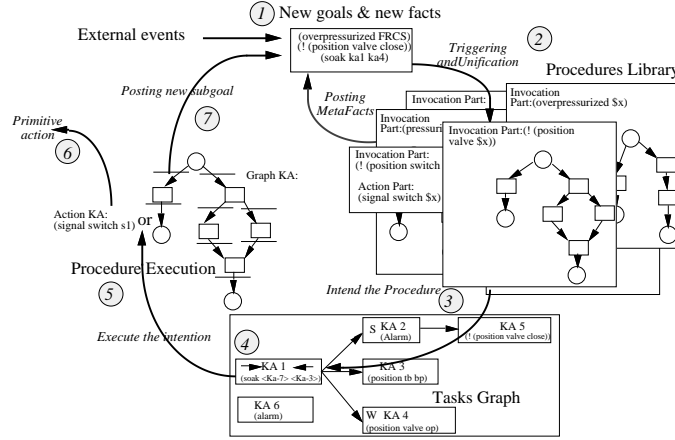 1 New goals & new facts
External events
(overpressurized FRCS)
(! (position valve close))
(soak ka1 ka4)
Triggering
andUnification
2
Procedures Library
Posting new subgoal
Posting
MetaFacts
Invocation Part:
Invocation
Part:(overpressurized $x)
Invocation
Part:(pressuri
Invocation Part:(! (position
valve $x))
Primitive
action
7
6
Invocation Part:
(! (position switch
Action Part:
(signal switch $x)
Graph KA:
Action KA:
(signal switch s1)
or
Procedure Execution
5
Intend the Procedure
3
Execute the intention
4
KA 1
(soak <Ka-7> <Ka-3>)
S KA 2
(Alarm)
KA 5
(! (position valve close))
KA 3
(position tb bp)
Tasks Graph
KA 6
(alarm)
W KA 4
(position valve op)